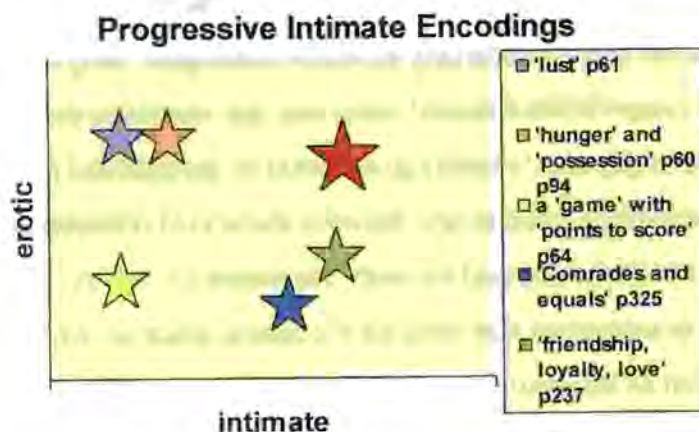 Progressive Intimate Encodings
'lust' p61
'hunger' and
'possession' p60
p94
a 'game' with
'points to score'
p64
'Comrades and
equals' p325
'friendship,
loyalty, love'
p237
erotic
intimate